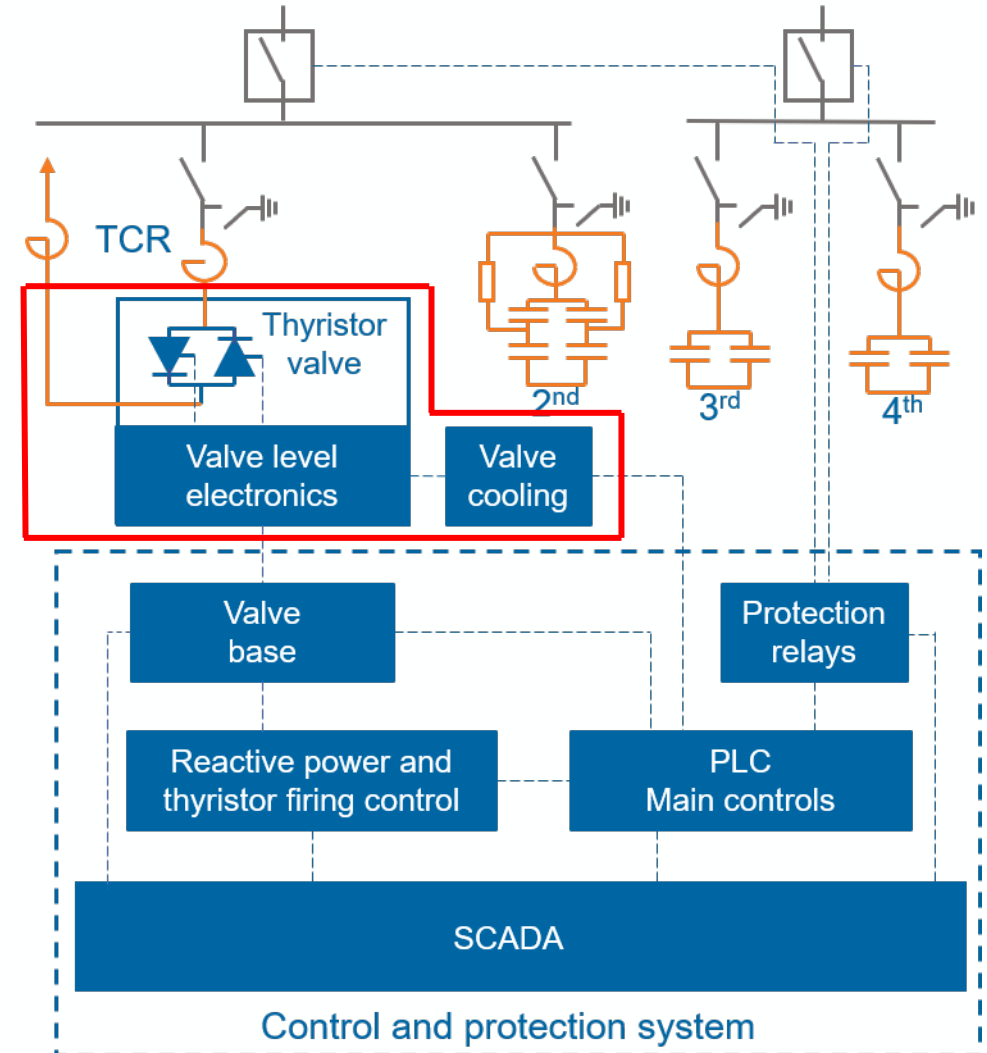 TCR
Thyristor
valve
2nd
3rd
4th
Valve level
electronics
Valve
cooling
Valve
base
Protection
relays
Reactive power and
thyristor firing control
PLC
Main controls
SCADA
Control and protection system